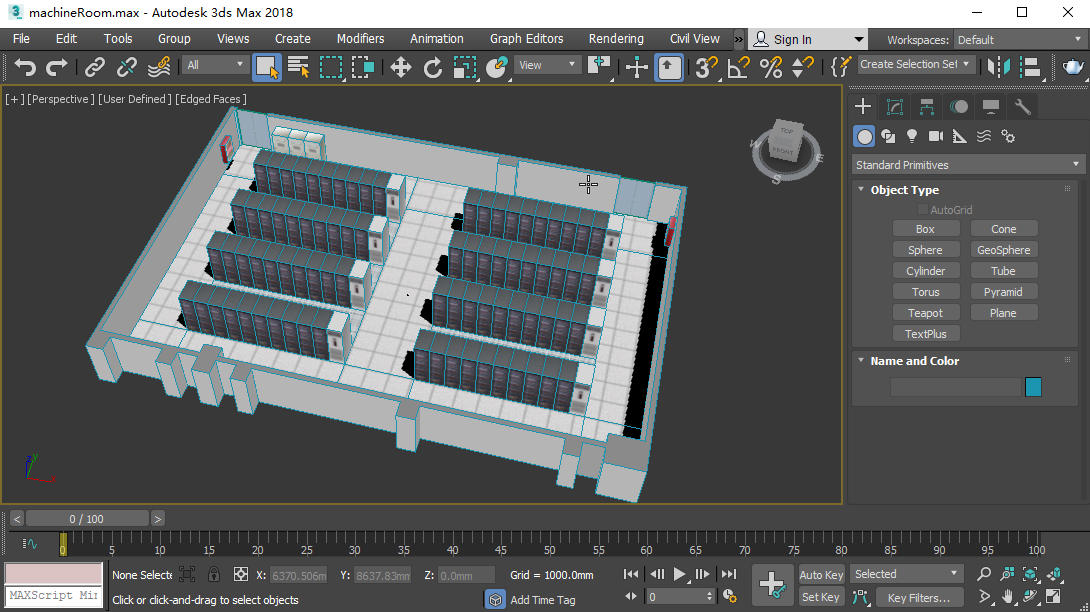 machineRoom.max - Autodesk 3ds Max 2018
File Edit Tools Group Views Create Modifiers Animation Graph Editors Rendering Civil View » Sign In Workspaces: Default
All View Create Selection Set
[+] [Perspective] [User Defined] [Edged Faces]
TOP
FRONT
W E
S
Standard Primitives
Object Type
AutoGrid
Box Cone
Sphere GeoSphere
Cylinder Tube
Torus Pyramid
Teapot Plane
TextPlus
Name and Color
z y
< 0 / 100 >
0 5 10 15 20 25 30 35 40 45 50 55 60 65 70 75 80 85 90 95 100
None Selecte X: 6370.506m Y: 8637.83mm Z: 0.0mm Grid = 1000.0mm Auto Key Selected
MAXScript Mi Click or click-and-drag to select objects Add Time Tag 0 Set Key Key Filters...